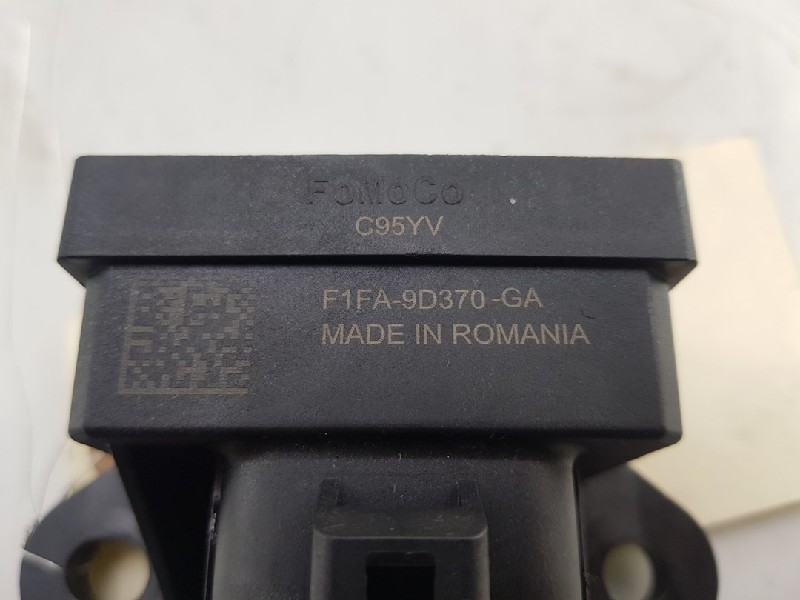 FoMoCo
C95YV
F1FA-9D370-GA
MADE IN ROMANIA